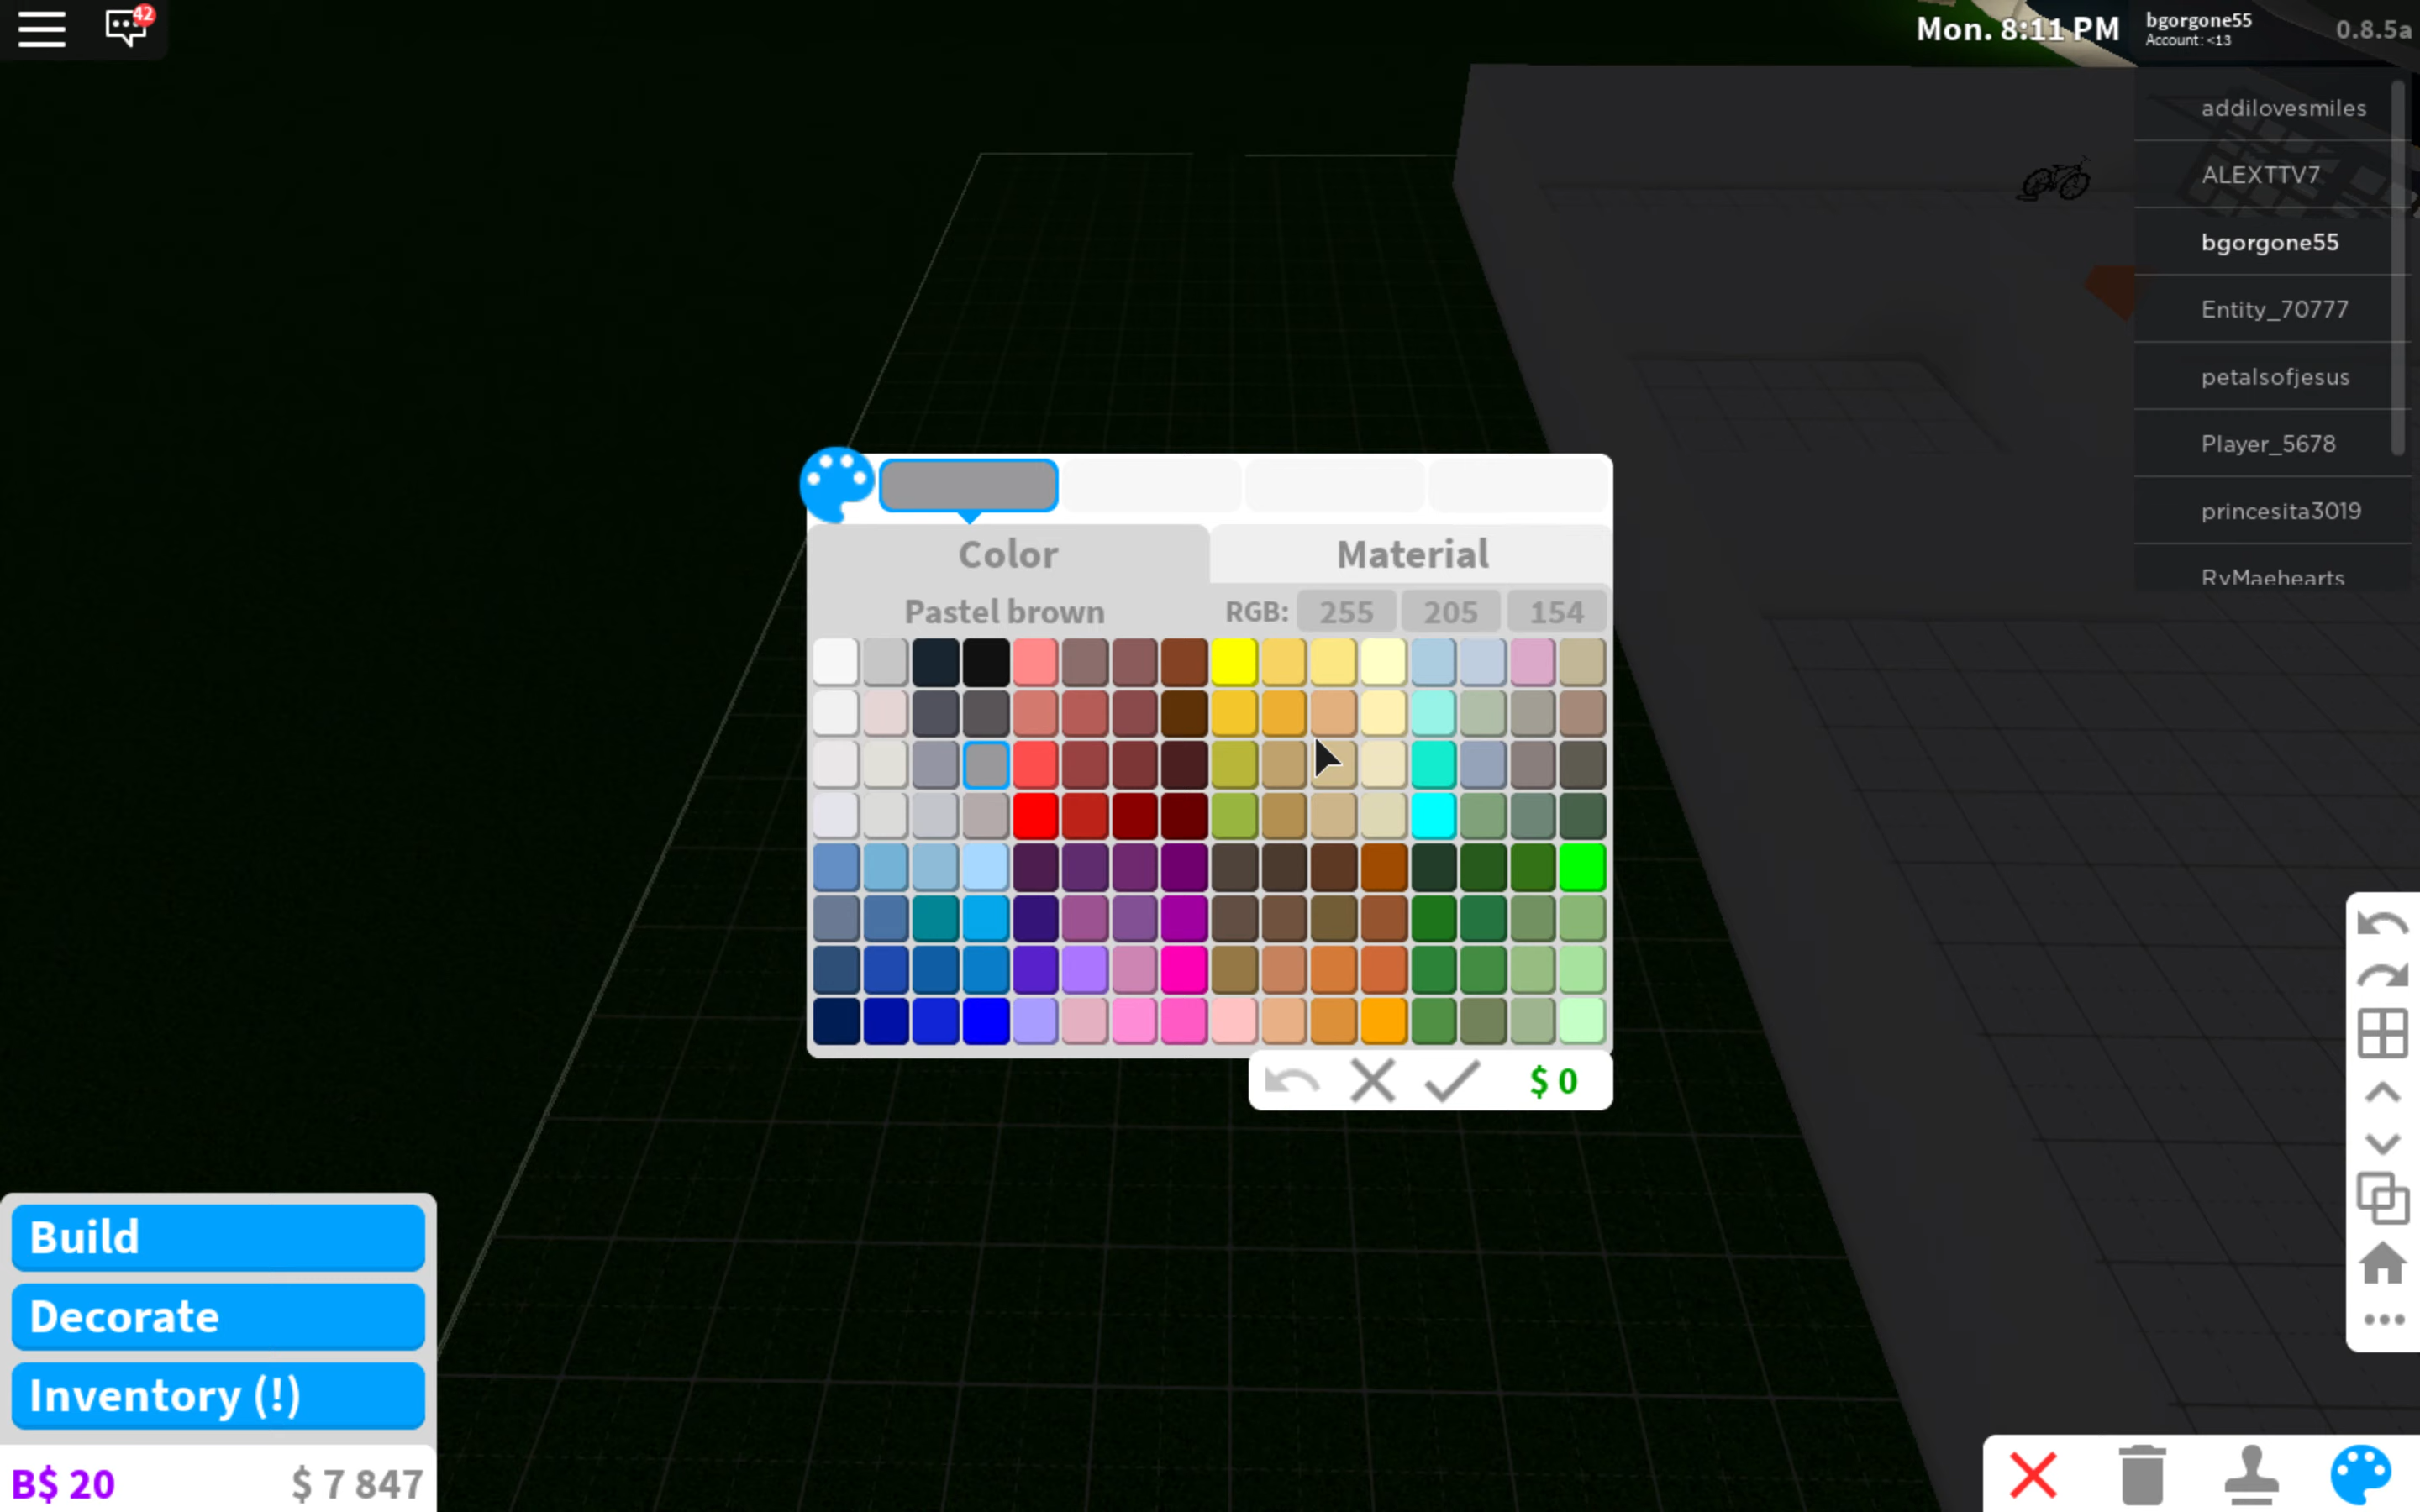 42
Mon. 8:11 PM
bgorgone55
Account: <13
0.8.5a
addilovesmiles
ALEXTTV7
bgorgone55
Entity_70777
petalsofjesus
Player_5678
princesita3019
RyMaehearts
Color
Material
Pastel brown
RGB: 255 205 154
$ 0
Build
Decorate
Inventory (!)
B$ 20
$ 7 847